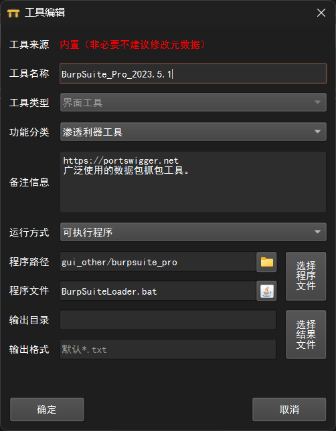 工具编辑
工具来源 内置（非必要不建议修改元数据）
工具名称 BurpSuite_Pro_2023.5.1
工具类型 界面工具
功能分类 渗透利器工具
备注信息 https://portswigger.net
广泛使用的数据包抓包工具。
运行方式 可执行程序
程序路径 gui_other/burpsuite_pro 选择
程序
文件
程序文件 BurpSuiteLoader.bat
输出目录 选择
结果
文件
输出格式 默认*.txt
确定 取消